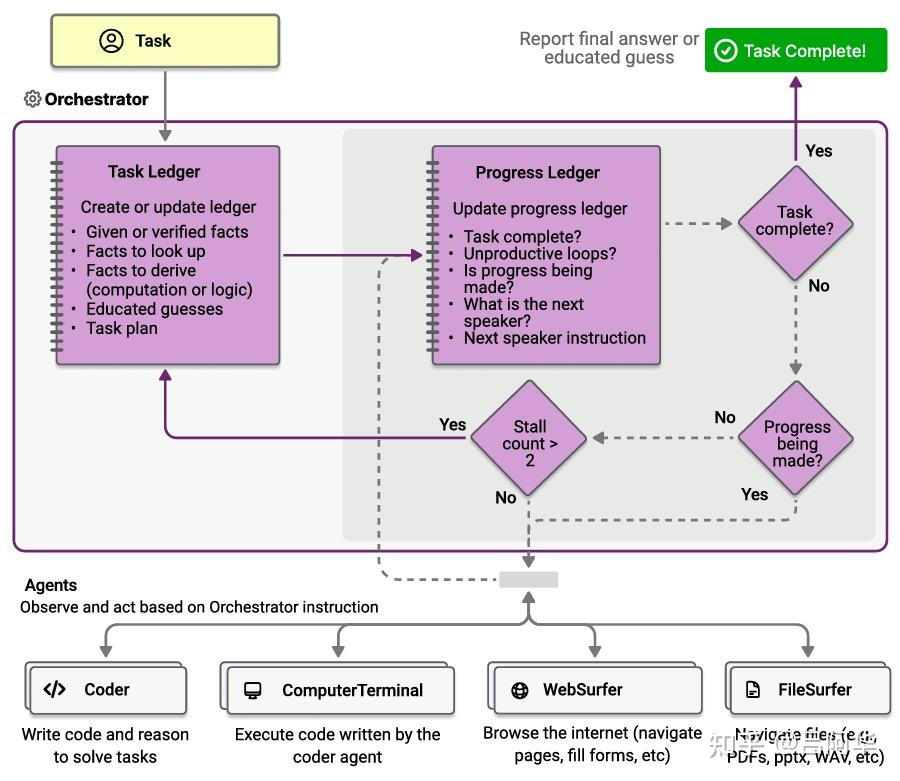 Task
Report final answer or
educated guess
Task Complete!
Orchestrator
Task Ledger
Create or update ledger
• Given or verified facts
• Facts to look up
• Facts to derive
(computation or logic)
• Educated guesses
• Task plan
Progress Ledger
Update progress ledger
• Task complete?
• Unproductive loops?
• Is progress being
made?
• What is the next
speaker?
• Next speaker instruction
Yes
Task
complete?
No
Progress
being
made?
No
Yes
Stall
count >
2
Yes
No
Agents
Observe and act based on Orchestrator instruction
Coder
Write code and reason
to solve tasks
ComputerTerminal
Execute code written by the
coder agent
WebSurfer
Browse the internet (navigate
pages, fill forms, etc)
FileSurfer
Navigate files (e.g.,
PDFs, pptx, WAV, etc)
知乎